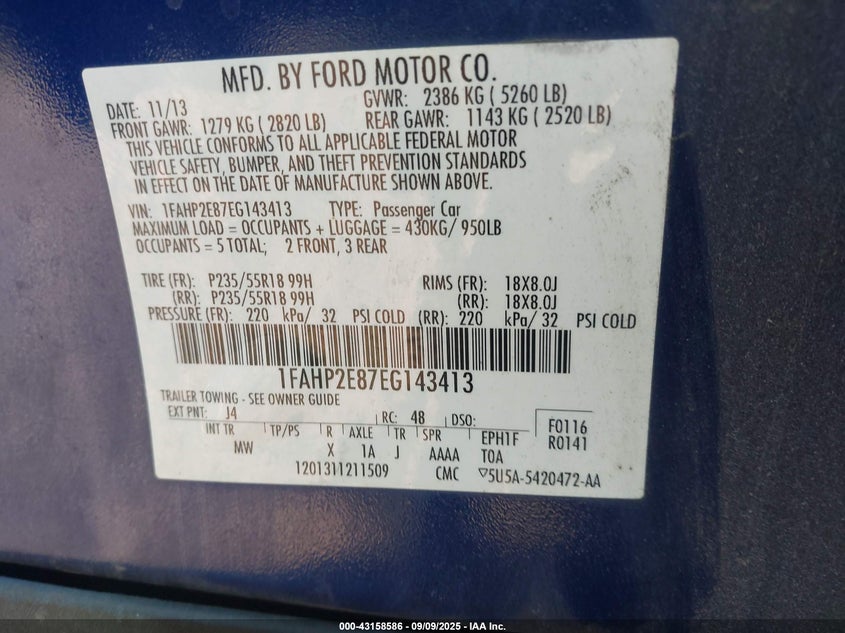 MFD. BY FORD MOTOR CO.
DATE: 11/13 GVWR: 2386 KG ( 5260 LB)
FRONT GAWR: 1279 KG ( 2820 LB) REAR GAWR: 1143 KG ( 2520 LB)
THIS VEHICLE CONFORMS TO ALL APPLICABLE FEDERAL MOTOR
VEHICLE SAFETY, BUMPER, AND THEFT PREVENTION STANDARDS
IN EFFECT ON THE DATE OF MANUFACTURE SHOWN ABOVE.
VIN: 1FAHP2E87EG143413 TYPE: Passenger Car
MAXIMUM LOAD = OCCUPANTS + LUGGAGE = 430KG/ 950LB
OCCUPANTS = 5 TOTAL; 2 FRONT, 3 REAR
TIRE (FR): P235/55R18 99H RIMS (FR): 18X8.0J
(RR): P235/55R18 99H (RR): 18X8.0J
PRESSURE (FR): 220 kPa/ 32 PSI COLD (RR): 220 kPa/ 32 PSI COLD
1FAHP2E87EG143413
TRAILER TOWING - SEE OWNER GUIDE
EXT PNT: J4 RC: 48 DSO: F0116
INT TR TP/PS R AXLE TR SPR EPH1F R0141
MW X 1A J AAAA TOA
1201311211509 CMC ▽5U5A-5420472-AA
000-43158586 - 09/09/2025 - IAA Inc.